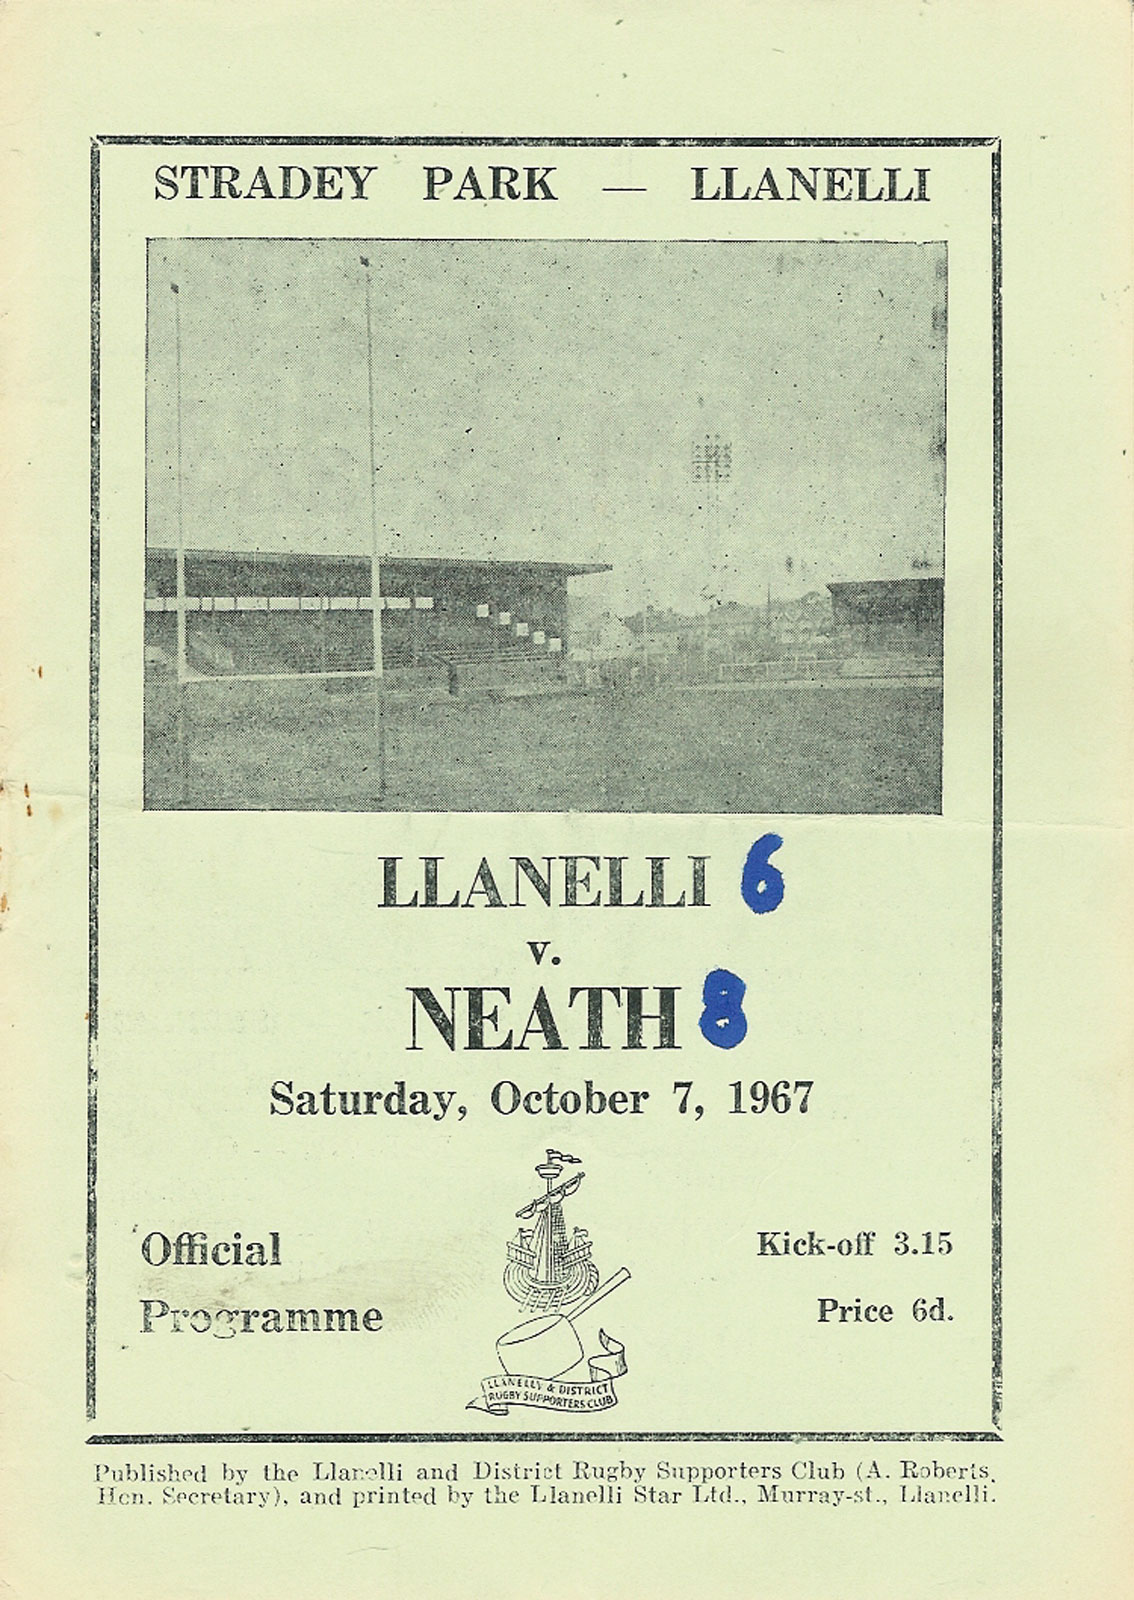 STRADEY PARK — LLANELLI
LLANELLI 6
v.
NEATH 8
Saturday, October 7, 1967
Official
Programme
Kick-off 3.15
Price 6d.
LLANELLY & DISTRICT
RUGBY SUPPORTERS CLUB
Published by the Llanelli and District Rugby Supporters Club (A. Roberts,
Hon. Secretary), and printed by the Llanelli Star Ltd., Murray-st., Llanelli.